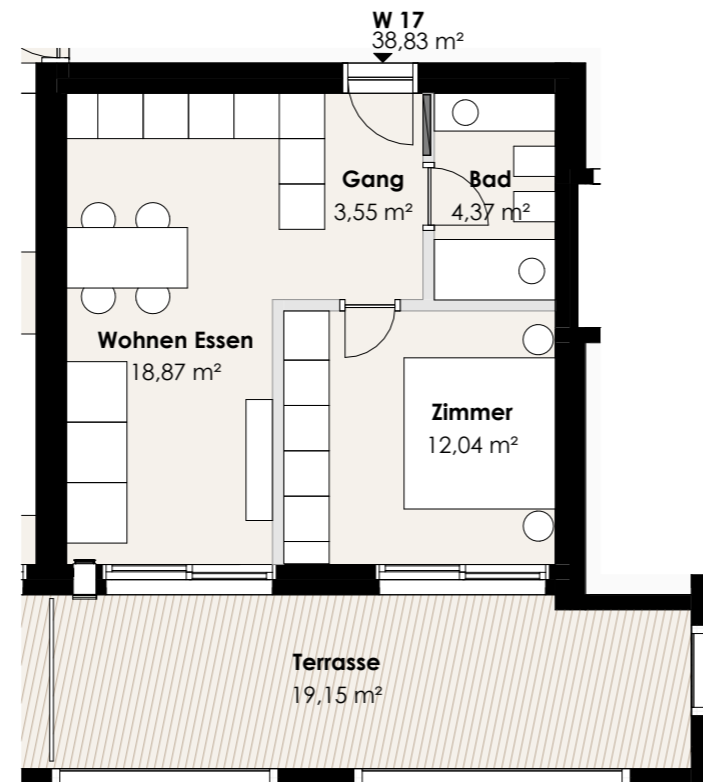 W 17
38,83 m²
Gang
3,55 m²
Bad
4,37 m²
Wohnen Essen
18,87 m²
Zimmer
12,04 m²
Terrasse
19,15 m²